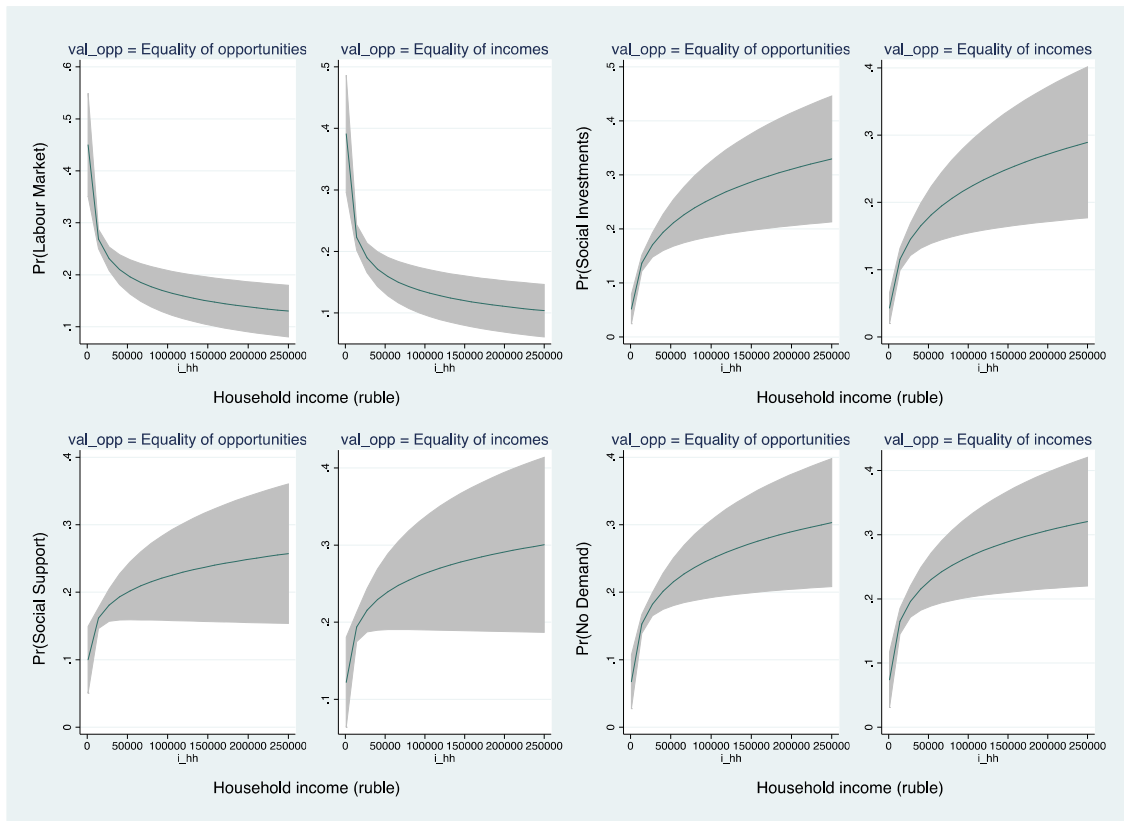 val_opp = Equality of opportunities
val_opp = Equality of incomes
Pr(Labour Market)
.6
.5
.4
.3
.2
.1
.5
.4
.3
.2
.1
0 50000 100000 150000 200000 250000
0 50000 100000 150000 200000 250000
i_hh
i_hh
Household income (ruble)
val_opp = Equality of opportunities
val_opp = Equality of incomes
Pr(Social Investments)
.5
.4
.3
.2
.1
0
.4
.3
.2
.1
0
0 50000 100000 150000 200000 250000
0 50000 100000 150000 200000 250000
i_hh
i_hh
Household income (ruble)
val_opp = Equality of opportunities
val_opp = Equality of incomes
Pr(Social Support)
.4
.3
.2
.1
0
.4
.3
.2
.1
0 50000 100000 150000 200000 250000
0 50000 100000 150000 200000 250000
i_hh
i_hh
Household income (ruble)
val_opp = Equality of opportunities
val_opp = Equality of incomes
Pr(No Demand)
.4
.3
.2
.1
0
.4
.3
.2
.1
0
0 50000 100000 150000 200000 250000
0 50000 100000 150000 200000 250000
i_hh
i_hh
Household income (ruble)